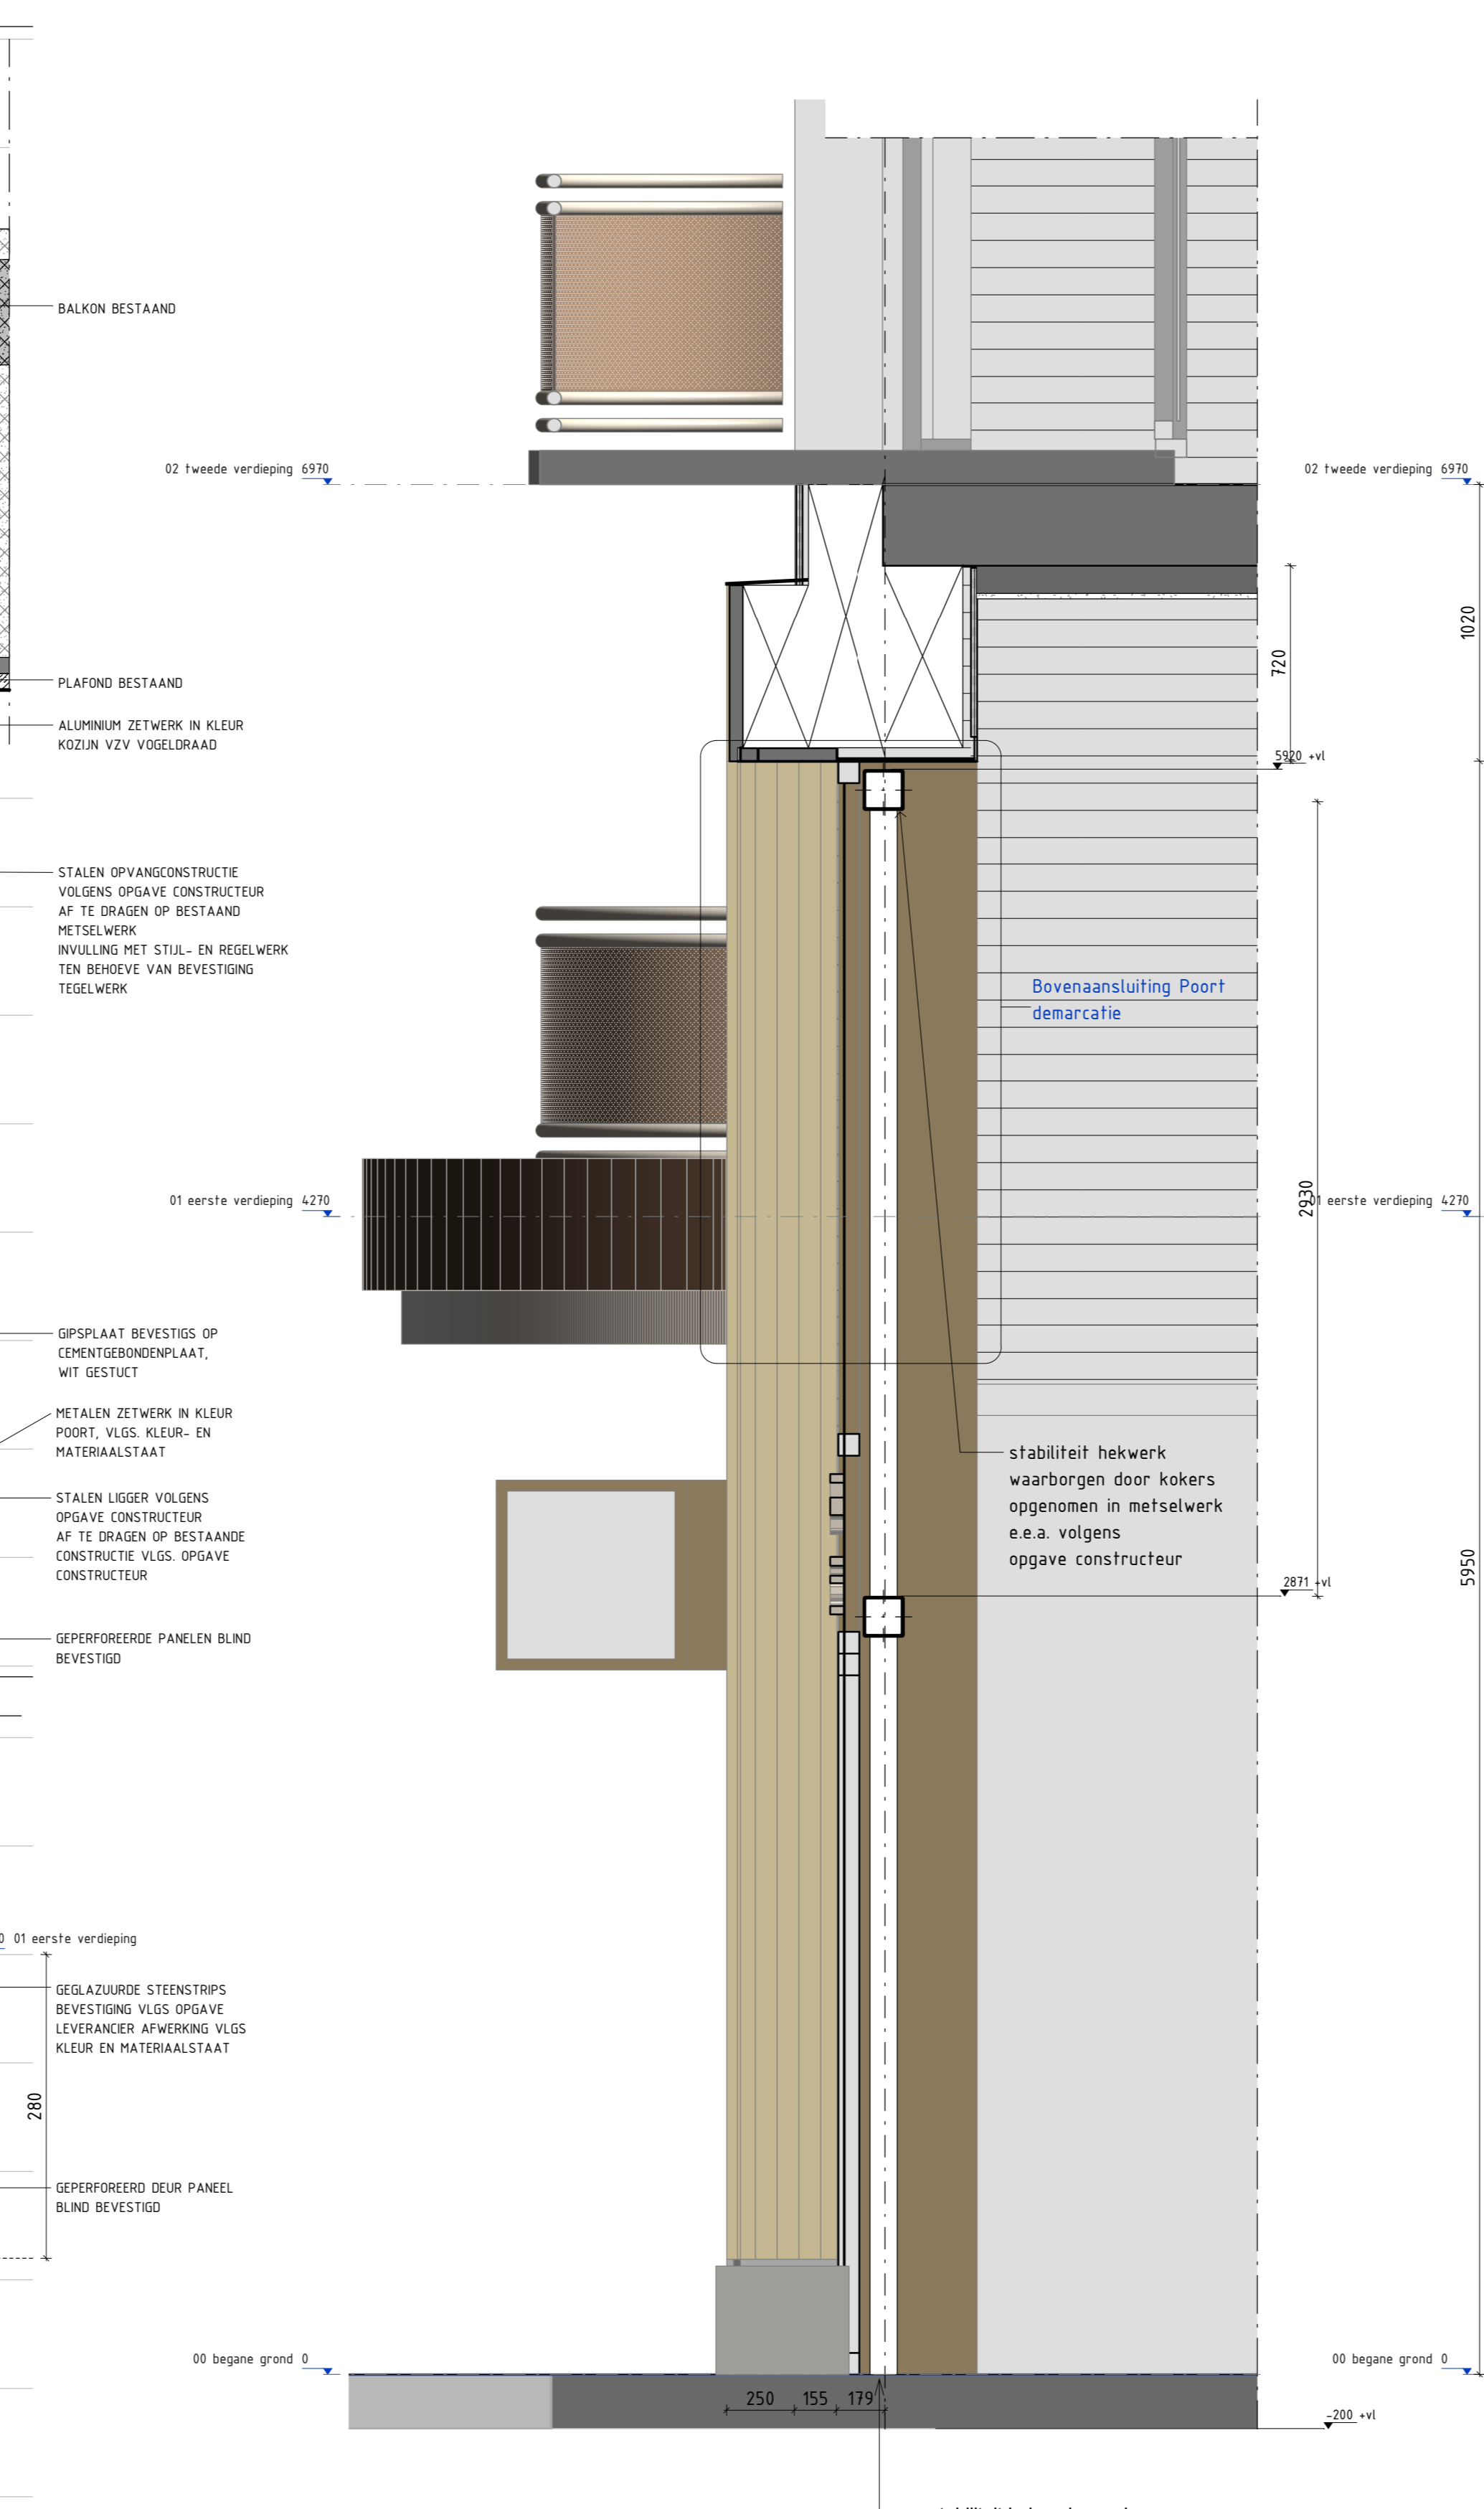 BALKON BESTAAND
02 tweede verdieping 6970
02 tweede verdieping 6970
1020
720
PLAFOND BESTAAND
ALUMINIUM ZETWERK IN KLEUR
KOZIJN VZV VOGELDRAAD
5920 +vl
STALEN OPVANGCONSTRUCTIE
VOLGENS OPGAVE CONSTRUCTEUR
AF TE DRAGEN OP BESTAAND
METSELWERK
INVULLING MET STIJL- EN REGELWERK
TEN BEHOEVE VAN BEVESTIGING
TEGELWERK
Bovenaansluiting Poort
demarcatie
01 eerste verdieping 4270
2930
01 eerste verdieping 4270
GIPSPLAAT BEVESTIGS OP
CEMENTGEBONDENPLAAT,
WIT GESTUCT
METALEN ZETWERK IN KLEUR
POORT, VLGS. KLEUR- EN
MATERIAALSTAAT
stabiliteit hekwerk
waarborgen door kokers
opgenomen in metselwerk
e.e.a. volgens
opgave constructeur
STALEN LIGGER VOLGENS
OPGAVE CONSTRUCTEUR
AF TE DRAGEN OP BESTAANDE
CONSTRUCTIE VLGS. OPGAVE
CONSTRUCTEUR
2871 +vl
5950
GEPERFOREERDE PANELEN BLIND
BEVESTIGD
0 01 eerste verdieping
GEGLAZUURDE STEENSTRIPS
BEVESTIGING VLGS OPGAVE
LEVERANCIER AFWERKING VLGS
KLEUR EN MATERIAALSTAAT
280
GEPERFOREERD DEUR PANEEL
BLIND BEVESTIGD
00 begane grond 0
00 begane grond 0
250 155 179
-200 +vl